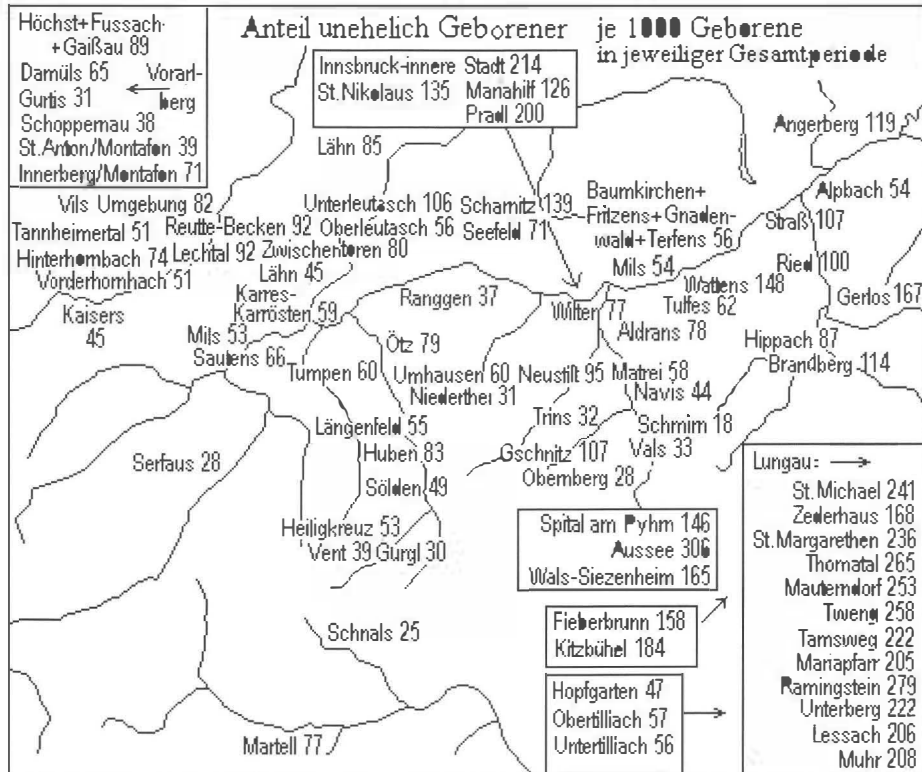 Anteil unehelich Geborener je 1000 Geborene
in jeweiliger Gesamtperiode
Höchst+Fussach-
+Gaißau 89
Damüls 65 Vorarl-
Gurtis 31 berg
Schoppernau 38
St.Anton/Montafon 39
Innerberg/Montafon 71
Innsbruck-innere Stadt 214
St.Nikolaus 135 Mariahilf 126
Pradl 200
Angerberg 119
Lähn 85
Alpbach 54
Vils Umgebung 82
Unterleutasch 106
Scharnitz 139
Baumkirchen+
Fritzens+Gnaden-
wald+Terfens 56
Straß 107
Tannheimertal 51
Reutte-Becken 92
Oberleutasch 56
Seefeld 71
Hinterhornbach 74
Lechtal 92
Zwischentoren 80
Mils 54
Ried 100
Vorderhornhach 51
Lähn 45
Wattens 148
Gerlos 167
Kaisers
45
Karres-
Karrösten 59
Ranggen 37
Wilten 77
Tulfes 62
Mils 53
Ötz 79
Aldrans 78
Hippach 87
Sautens 66
Tumpen 60
Umhausen 60
Neustift 95
Matrei 58
Brandberg 114
Niederthei 31
Navis 44
Trins 32
Schmirn 18
Längenfeld 55
Vals 33
Serfaus 28
Huben 83
Gschnitz 107
Obernberg 28
Sölden 49
Heiligkreuz 53
Vent 39 Gurgl 30
Spital am Pyhrn 146
Aussee 306
Wals-Siezenheim 165
Fieberbrunn 158
Kitzbühel 184
Schnals 25
Hopfgarten 47
Obertilliach 57
Untertilliach 56
Martell 77
Lungau:
St.Michael 241
Zederhaus 168
St.Margarethen 236
Thomatal 265
Mauterndorf 253
Tweng 258
Tamsweg 222
Mariapfarr 205
Ramingstein 279
Unterberg 222
Lessach 206
Muhr 208